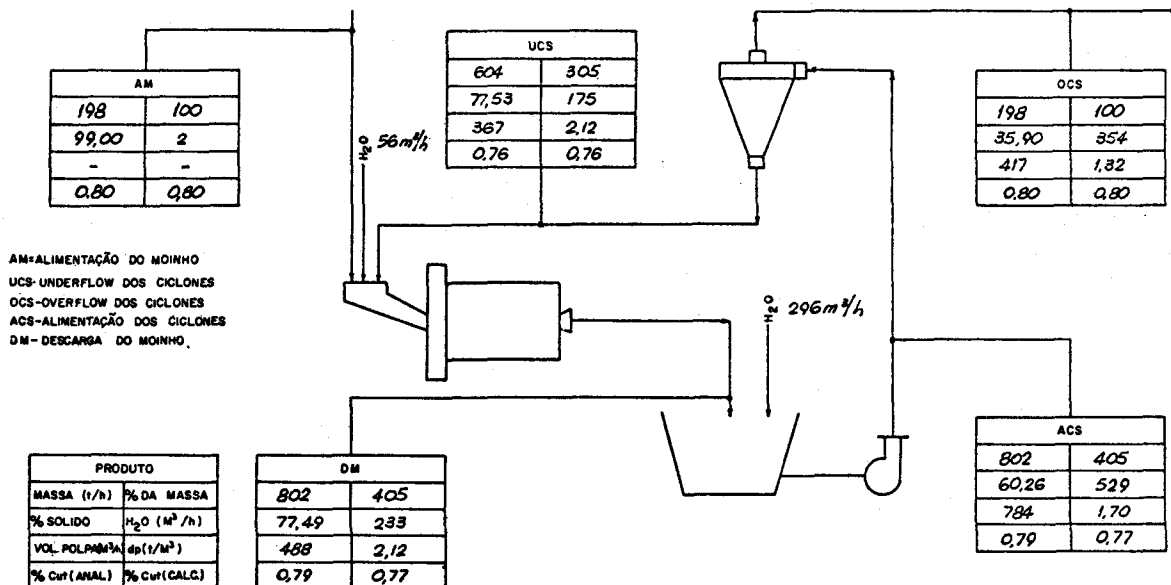 AM
198 100
99,00 2
- -
0,80 0,80
UCS
604 305
77,53 175
367 2,12
0,76 0,76
OCS
198 100
35,90 354
417 1,32
0,80 0,80
H₂O 56m³/h
AM=ALIMENTAÇÃO DO MOINHO
UCS-UNDERFLOW DOS CICLONES
OCS-OVERFLOW DOS CICLONES
ACS-ALIMENTAÇÃO DOS CICLONES
DM-DESCARGA DO MOINHO.
H₂O 296m³/h
PRODUTO
MASSA (t/h) % DA MASSA
% SOLIDO H₂O (M³/h)
VOL. POLPA(M³/h) dp(t/M³)
% Cut(ANAL.) % Cut(CALC.)
DM
802 405
77,49 233
488 2,12
0,79 0,77
ACS
802 405
60,26 529
784 1,70
0,79 0,77